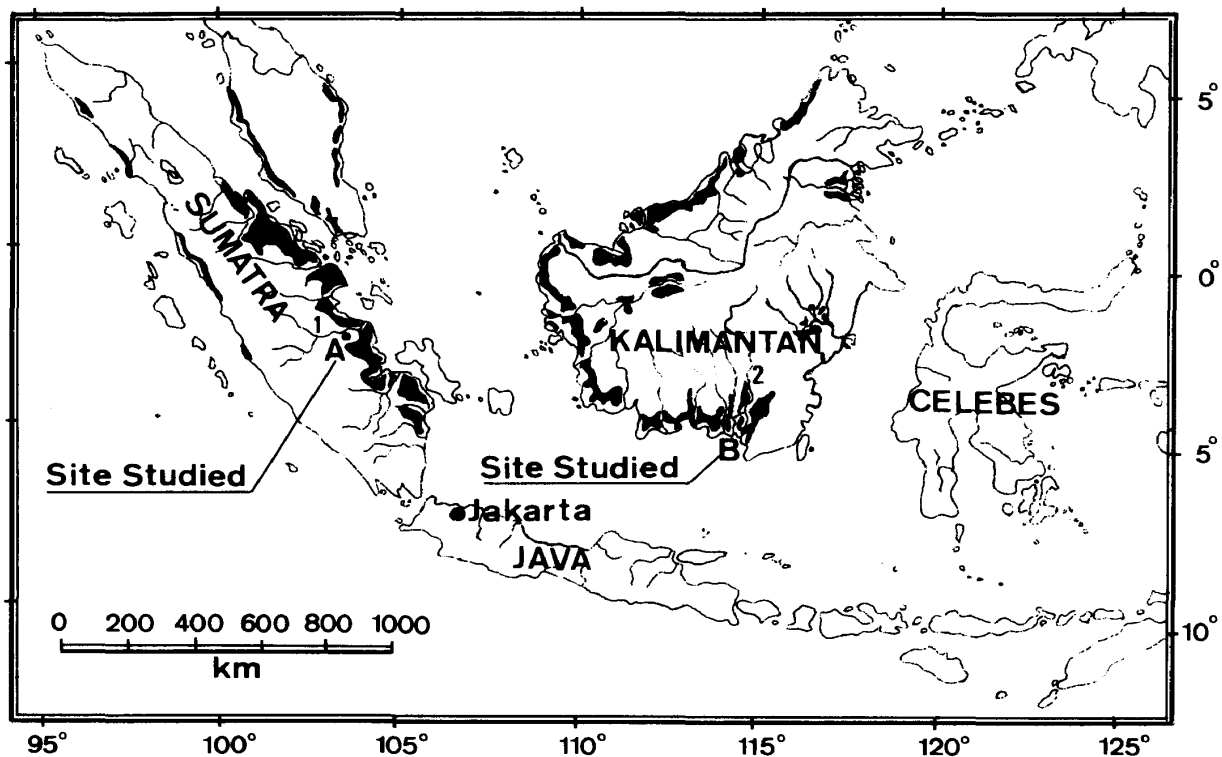 5°
SUMATRA
0°
1
A
KALIMANTAN
2
CELEBES
B
5°
Site Studied
Site Studied
Jakarta
JAVA
0 200 400 600 800 1000
km
10°
95° 100° 105° 110° 115° 120° 125°